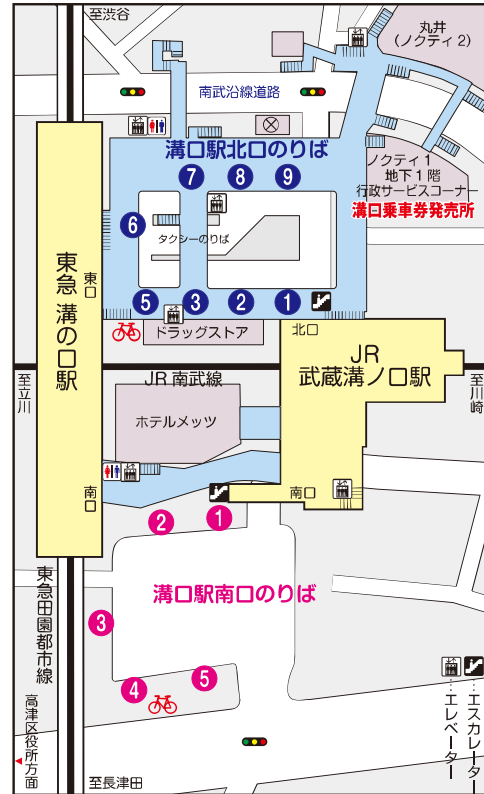 至渋谷
丸井
(ノクティ2)
南武沿線道路
溝口駅北口のりば
ノクティ1
地下1階
行政サービスコーナー
溝口乗車券発売所
7
8
9
6
タクシーのりば
5
3
2
1
東急 溝の口駅
東口
ドラッグストア
北口
JR
武蔵溝ノ口駅
至立川
JR南武線
至川崎
ホテルメッツ
南口
南口
1
2
溝口駅南口のりば
3
4
5
東急田園都市線
高津区役所方面
至長津田
…エレベーター
…エスカレーター